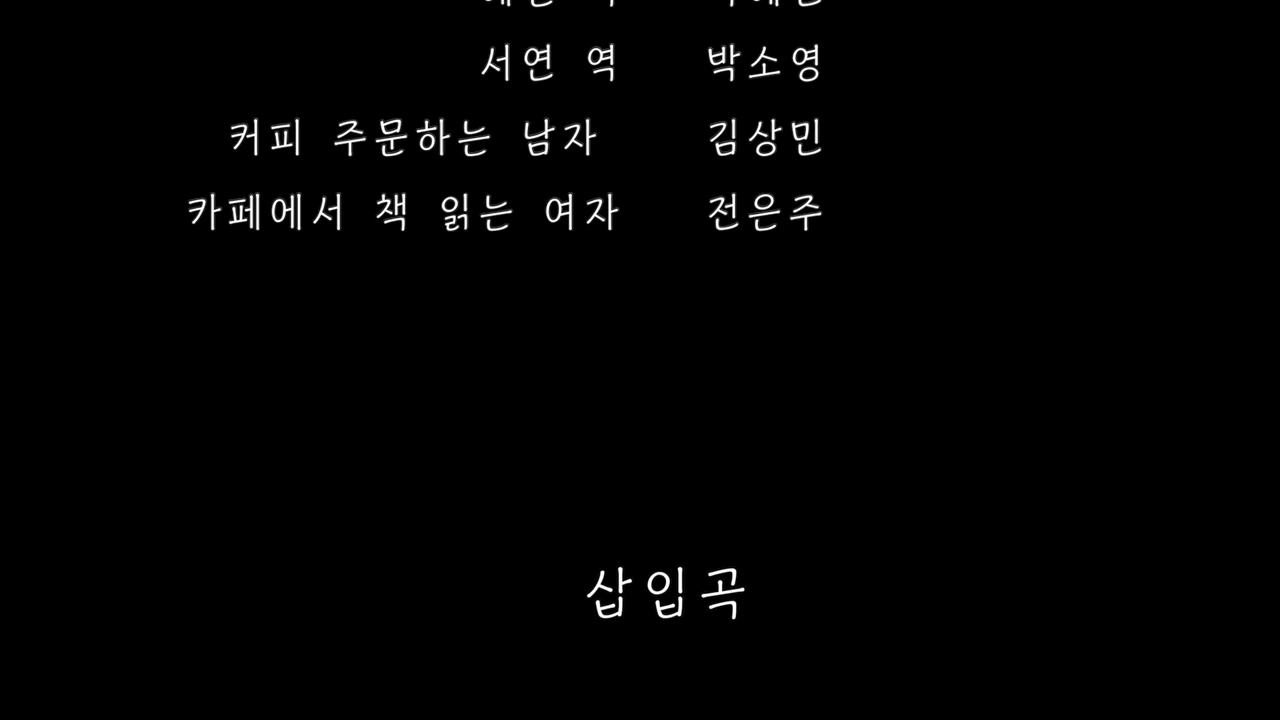 서연 역 박소영
커피 주문하는 남자 김상민
카페에서 책 읽는 여자 전은주
삽입곡